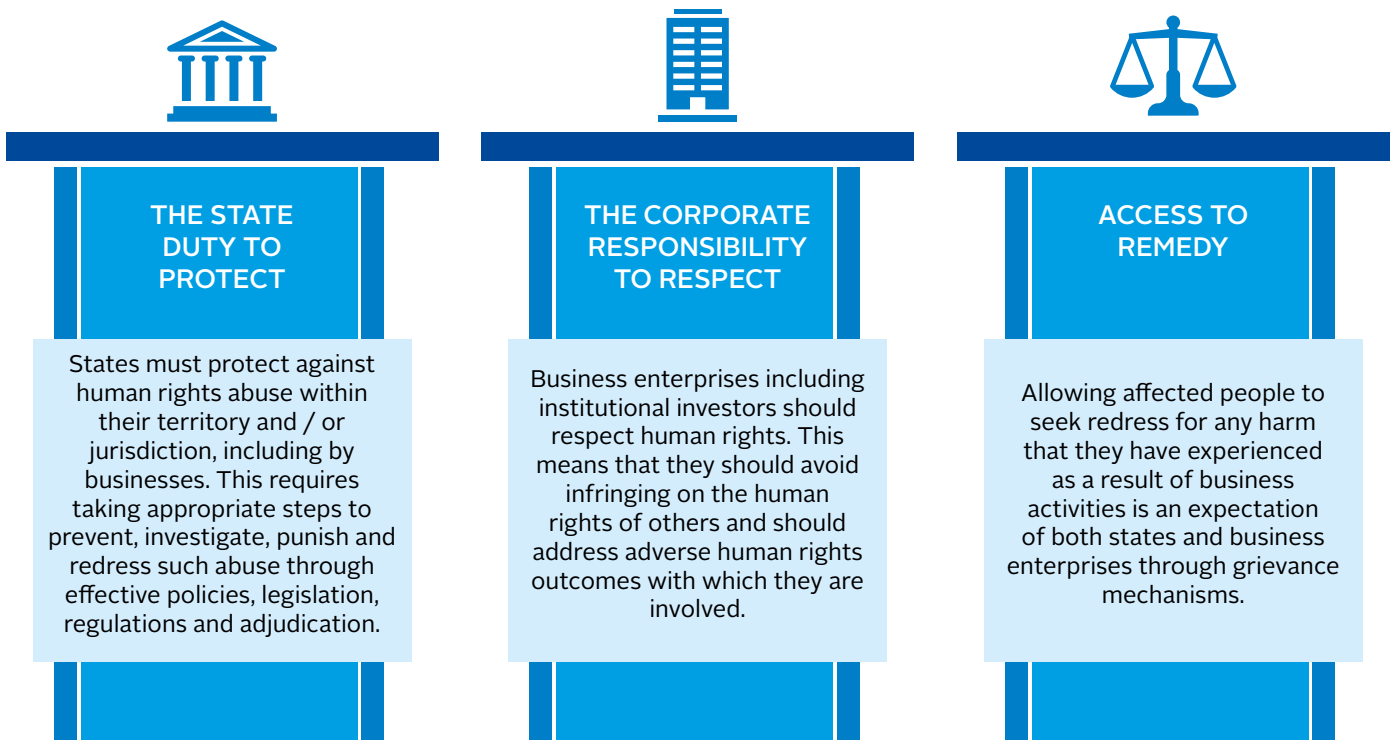 THE STATE
DUTY TO
PROTECT
States must protect against
human rights abuse within
their territory and / or
jurisdiction, including by
businesses. This requires
taking appropriate steps to
prevent, investigate, punish and
redress such abuse through
effective policies, legislation,
regulations and adjudication.
THE CORPORATE
RESPONSIBILITY
TO RESPECT
Business enterprises including
institutional investors should
respect human rights. This
means that they should avoid
infringing on the human
rights of others and should
address adverse human rights
outcomes with which they are
involved.
ACCESS TO
REMEDY
Allowing affected people to
seek redress for any harm
that they have experienced
as a result of business
activities is an expectation
of both states and business
enterprises through grievance
mechanisms.